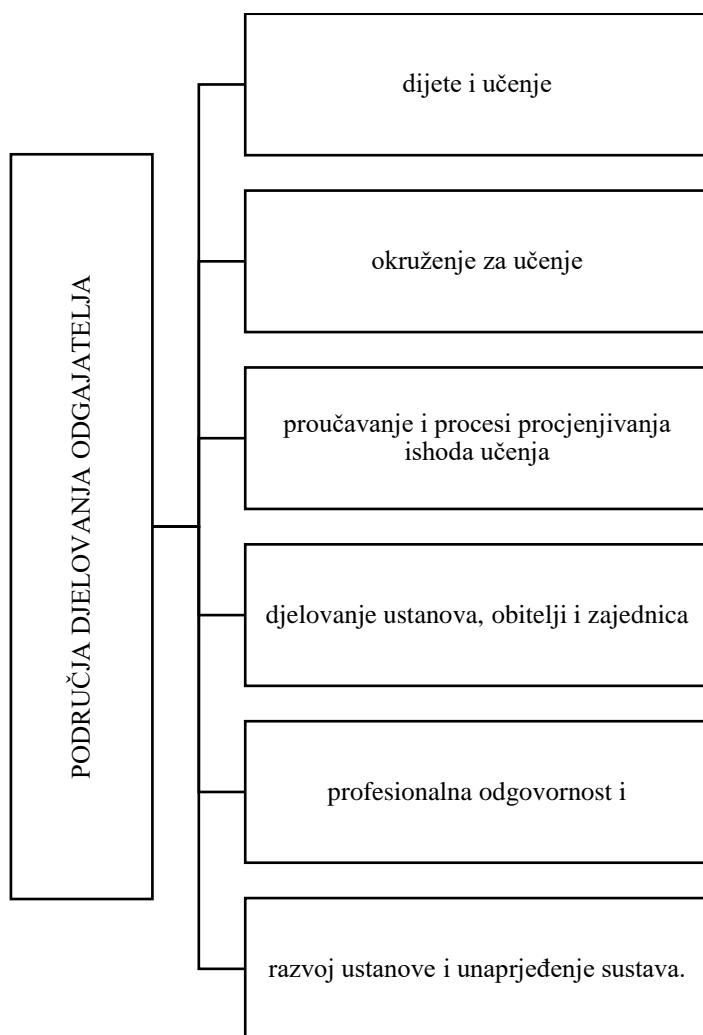 PODRUČJA DJELOVANJA ODGAJATELJA
dijete i učenje
okruženje za učenje
proučavanje i procesi procjenjivanja
ishoda učenja
djelovanje ustanova, obitelji i zajednica
profesionalna odgovornost i
razvoj ustanove i unaprjeđenje sustava.